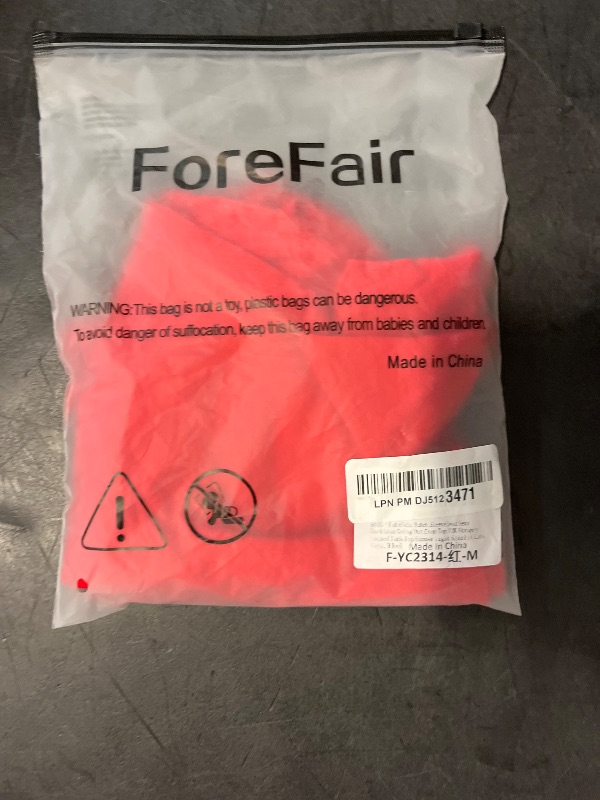 ForeFair
WARNING:This bag is not a toy, plastic bags can be dangerous.
To avoid danger of suffocation, keep this bag away from babies and children.
Made in China
LPN PM DJ5123471
Made in China
F-YC2314-红-M